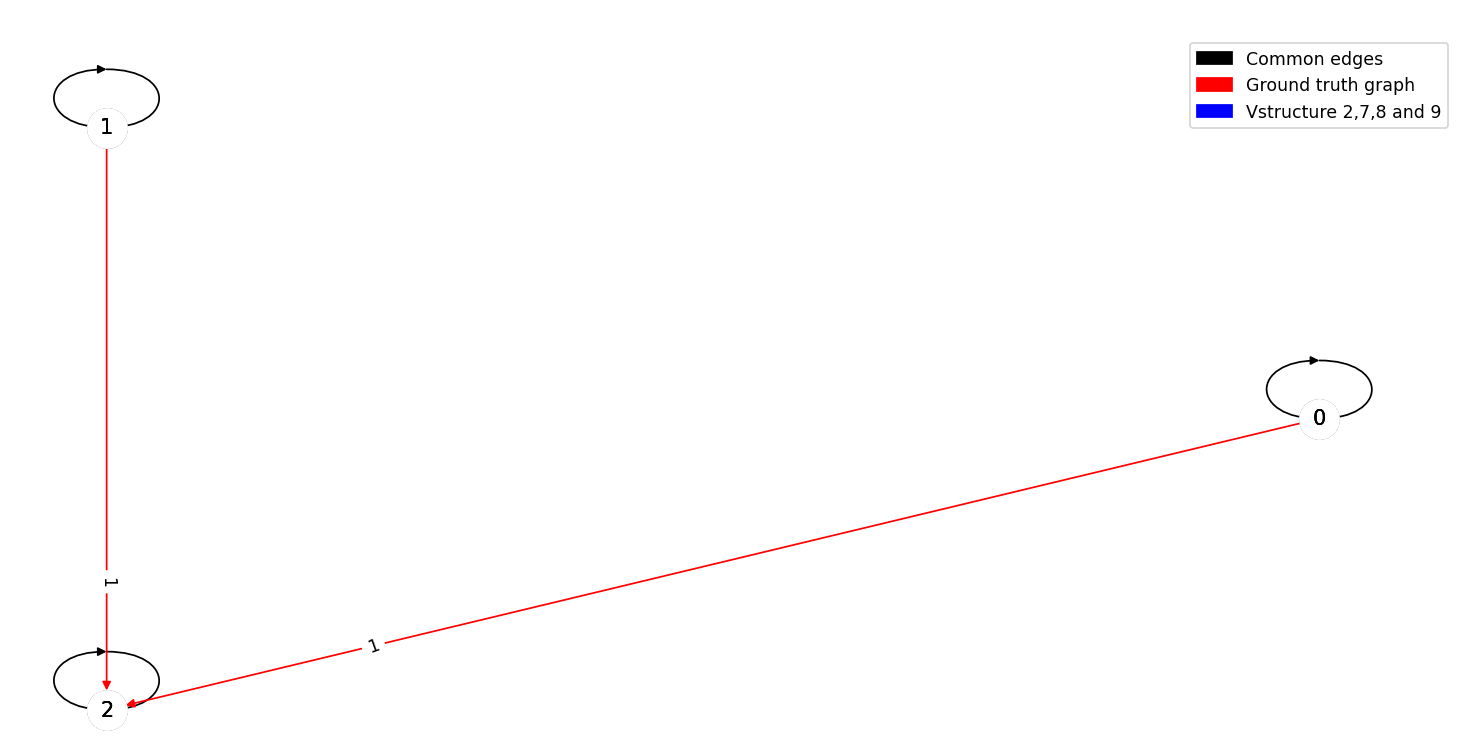 Common edges
Ground truth graph
Vstructure 2,7,8 and 9
1
0
1
1
2